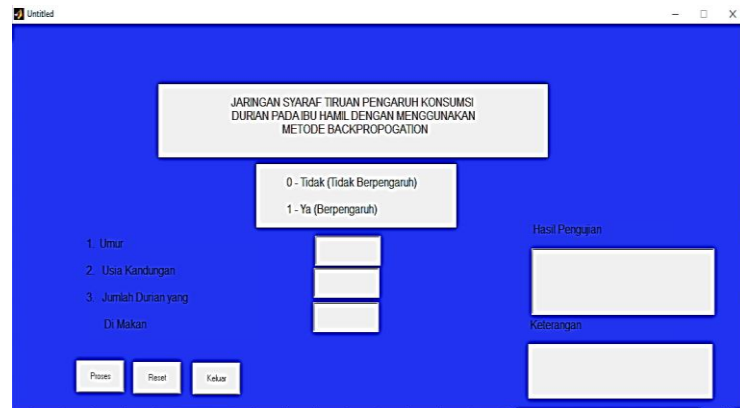 Untitled
JARINGAN SYARAF TIRUAN PENGARUH KONSUMSI
DURIAN PADA IBU HAMIL DENGAN MENGGUNAKAN
METODE BACKPROPOGATION
0 - Tidak (Tidak Berpengaruh)
1 - Ya (Berpengaruh)
1. Umur
2. Usia Kandungan
3. Jumlah Durian yang
Di Makan
Hasil Pengujian
Keterangan
Proses
Reset
Keluar